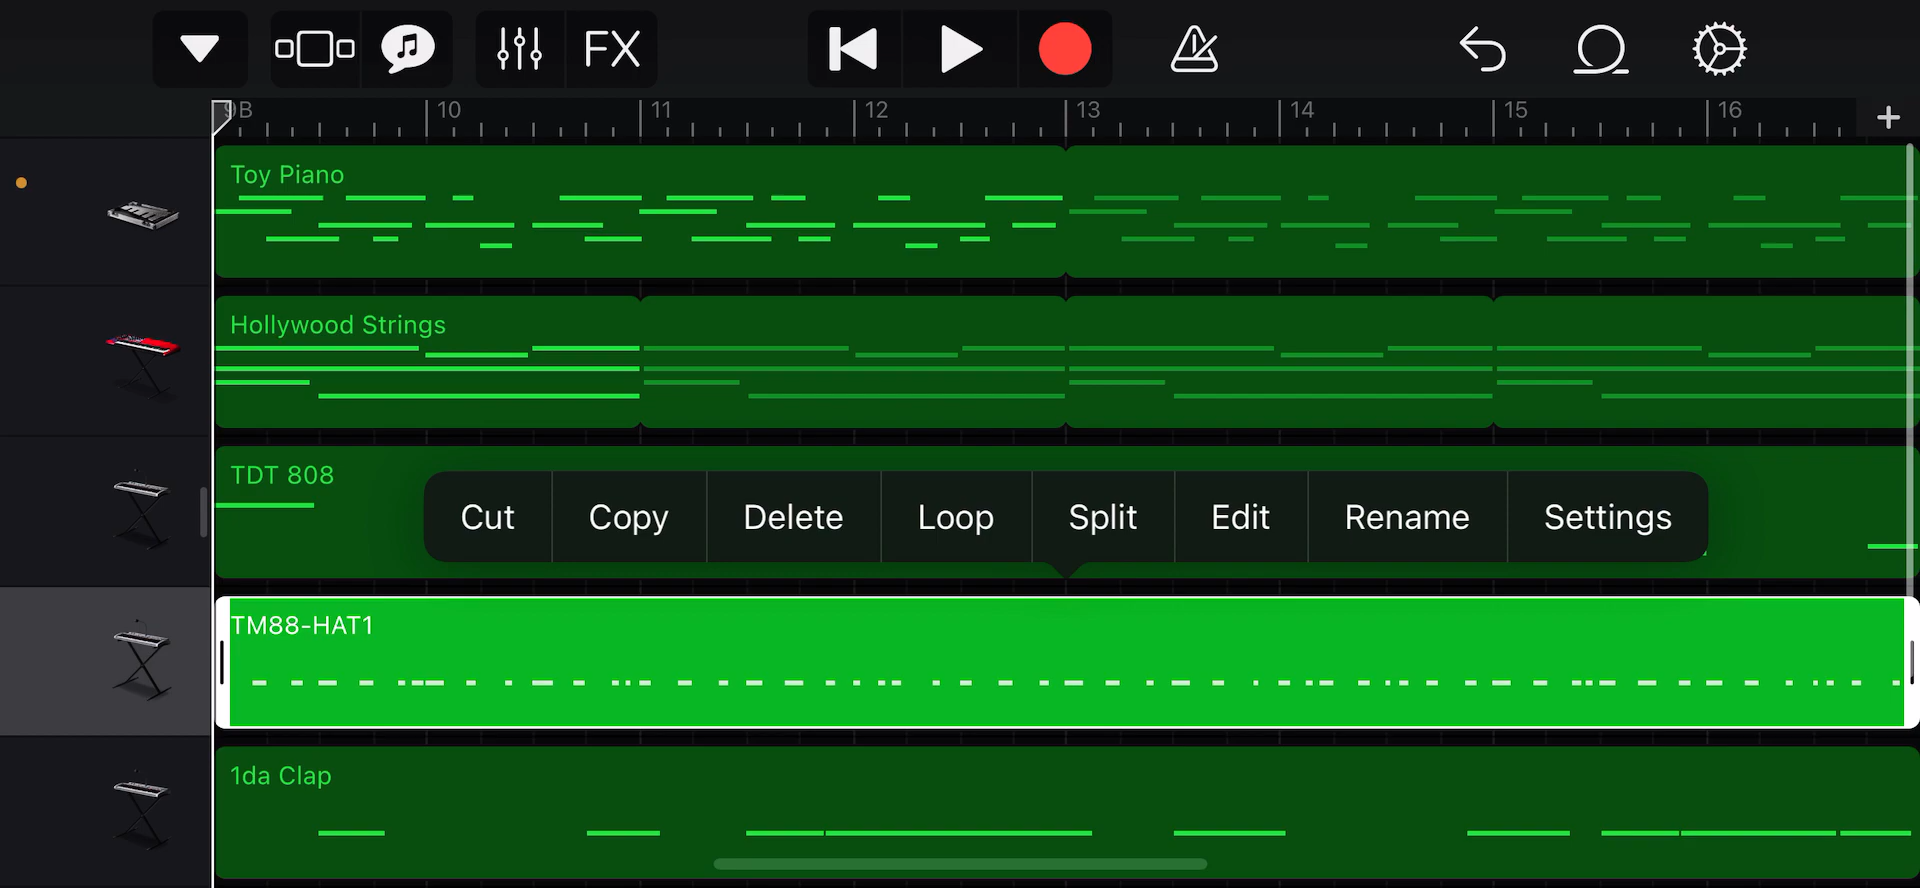 FX
9B 10 11 12 13 14 15 16 +
Toy Piano
Hollywood Strings
TDT 808
Cut Copy Delete Loop Split Edit Rename Settings
TM88-HAT1
1da Clap